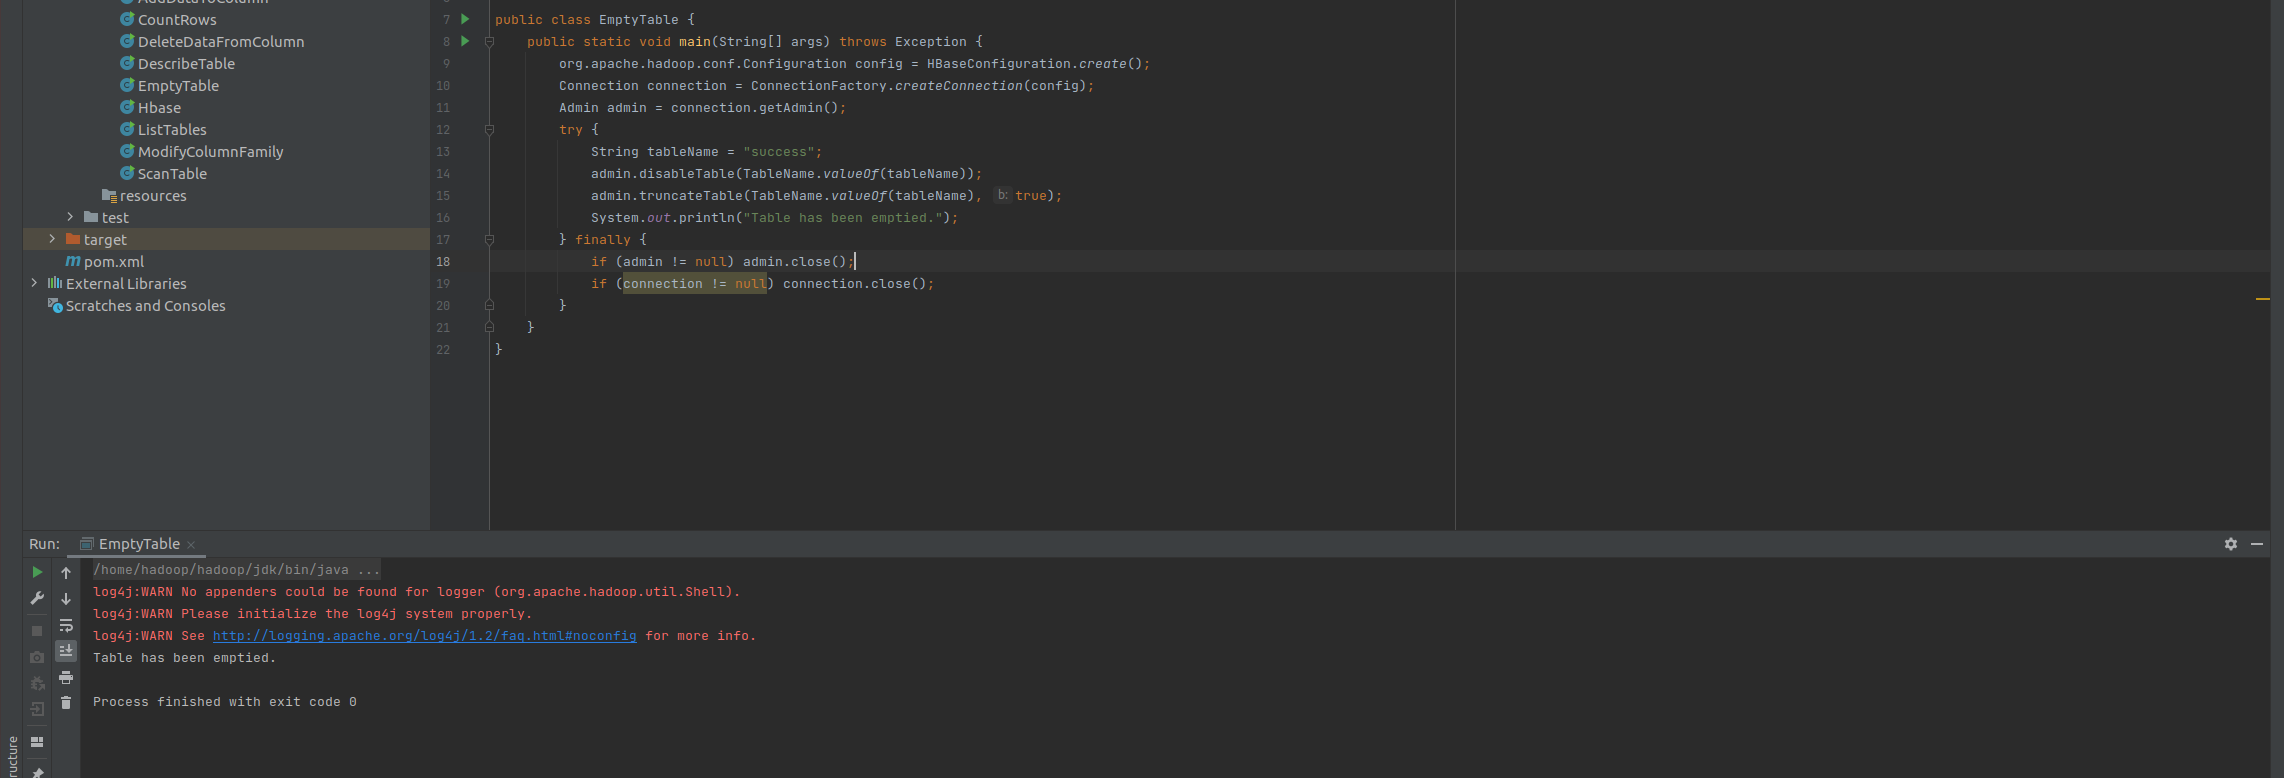 CountRows
DeleteDataFromColumn
DescribeTable
EmptyTable
Hbase
ListTables
ModifyColumnFamily
ScanTable
resources
test
target
pom.xml
External Libraries
Scratches and Consoles
7 public class EmptyTable {
8 public static void main(String[] args) throws Exception {
9 org.apache.hadoop.conf.Configuration config = HBaseConfiguration.create();
10 Connection connection = ConnectionFactory.createConnection(config);
11 Admin admin = connection.getAdmin();
12 try {
13 String tableName = "success";
14 admin.disableTable(TableName.valueOf(tableName));
15 admin.truncateTable(TableName.valueOf(tableName), b: true);
16 System.out.println("Table has been emptied.");
17 } finally {
18 if (admin != null) admin.close();
19 if (connection != null) connection.close();
20 }
21 }
22 }
Run: EmptyTable
/home/hadoop/hadoop/jdk/bin/java ...
log4j:WARN No appenders could be found for logger (org.apache.hadoop.util.Shell).
log4j:WARN Please initialize the log4j system properly.
log4j:WARN See http://logging.apache.org/log4j/1.2/faq.html#noconfig for more info.
Table has been emptied.
Process finished with exit code 0
ructure